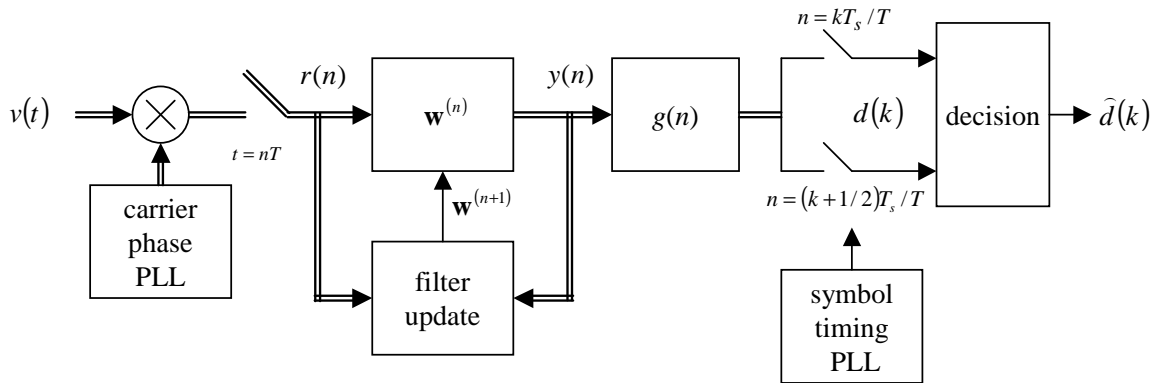 n = kT_s / T
r(n)
y(n)
v(t)
w^(n)
g(n)
d(k)
decision
d̂(k)
t = nT
w^(n+1)
n = (k + 1/2)T_s / T
carrier
phase
PLL
filter
update
symbol
timing
PLL